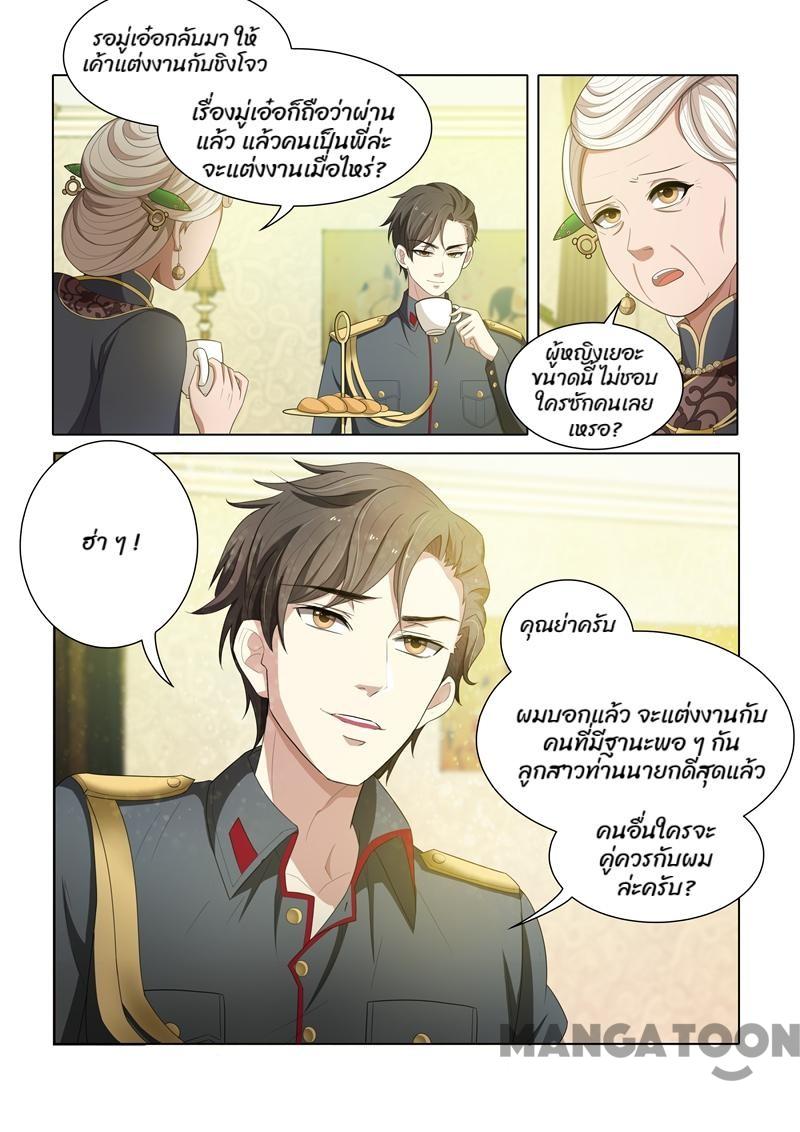 รอมู่เอ๋อกลับมา ให้
เค้าแต่งงานกับชิงโจว
เรื่องมู่เอ๋อก็ถือว่าผ่าน
แล้ว แล้วคนเป็นพี่ล่ะ
จะแต่งงานเมื่อไหร่?
ผู้หญิงเยอะ
ขนาดนี้ ไม่ชอบ
ใครซักคนเลย
เหรอ?
ฮ่า ๆ !
คุณย่าครับ
ผมบอกแล้ว จะแต่งงานกับ
คนที่มีฐานะพอ ๆ กัน
ลูกสาวท่านนายกดีสุดแล้ว
คนอื่นใครจะ
คู่ควรกับผม
ล่ะครับ?
MANGATOON